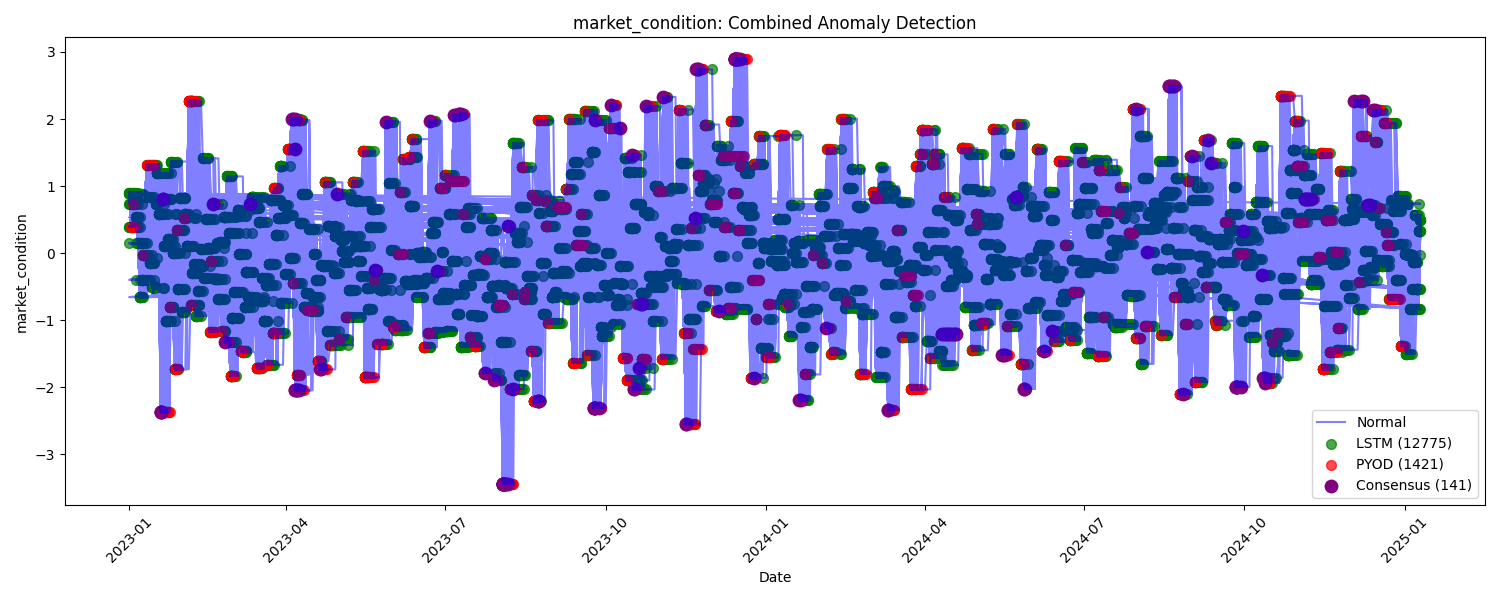 market_condition: Combined Anomaly Detection
market_condition
3
2
1
0
−1
−2
−3
2023-01
2023-04
2023-07
2023-10
2024-01
2024-04
2024-07
2024-10
2025-01
Date
Normal
LSTM (12775)
PYOD (1421)
Consensus (141)